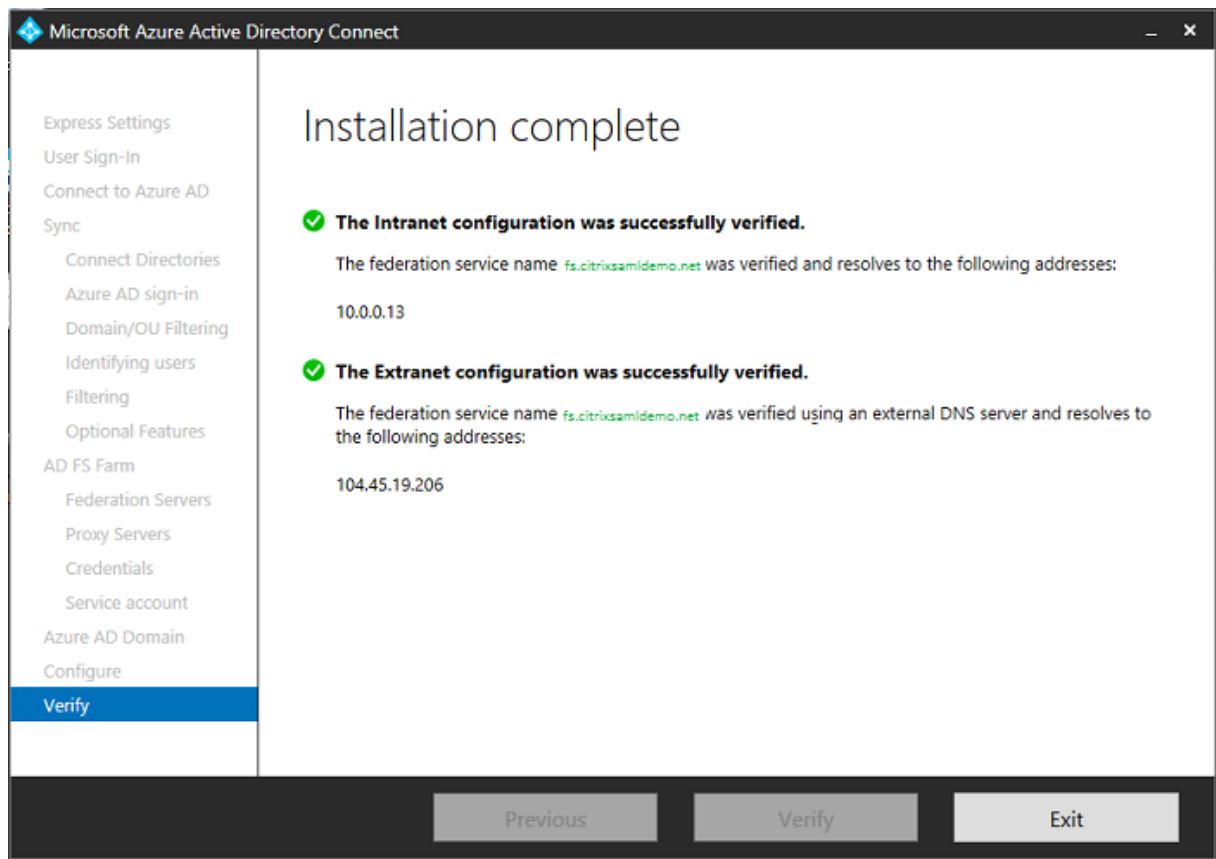 Microsoft Azure Active Directory Connect
Express Settings
User Sign-In
Connect to Azure AD
Sync
Connect Directories
Azure AD sign-in
Domain/OU Filtering
Identifying users
Filtering
Optional Features
AD FS Farm
Federation Servers
Proxy Servers
Credentials
Service account
Azure AD Domain
Configure
Verify
Installation complete
The Intranet configuration was successfully verified.
The federation service name fs.citrixsamldemo.net was verified and resolves to the following addresses:
10.0.0.13
The Extranet configuration was successfully verified.
The federation service name fs.citrixsamldemo.net was verified using an external DNS server and resolves to
the following addresses:
104.45.19.206
Previous
Verify
Exit